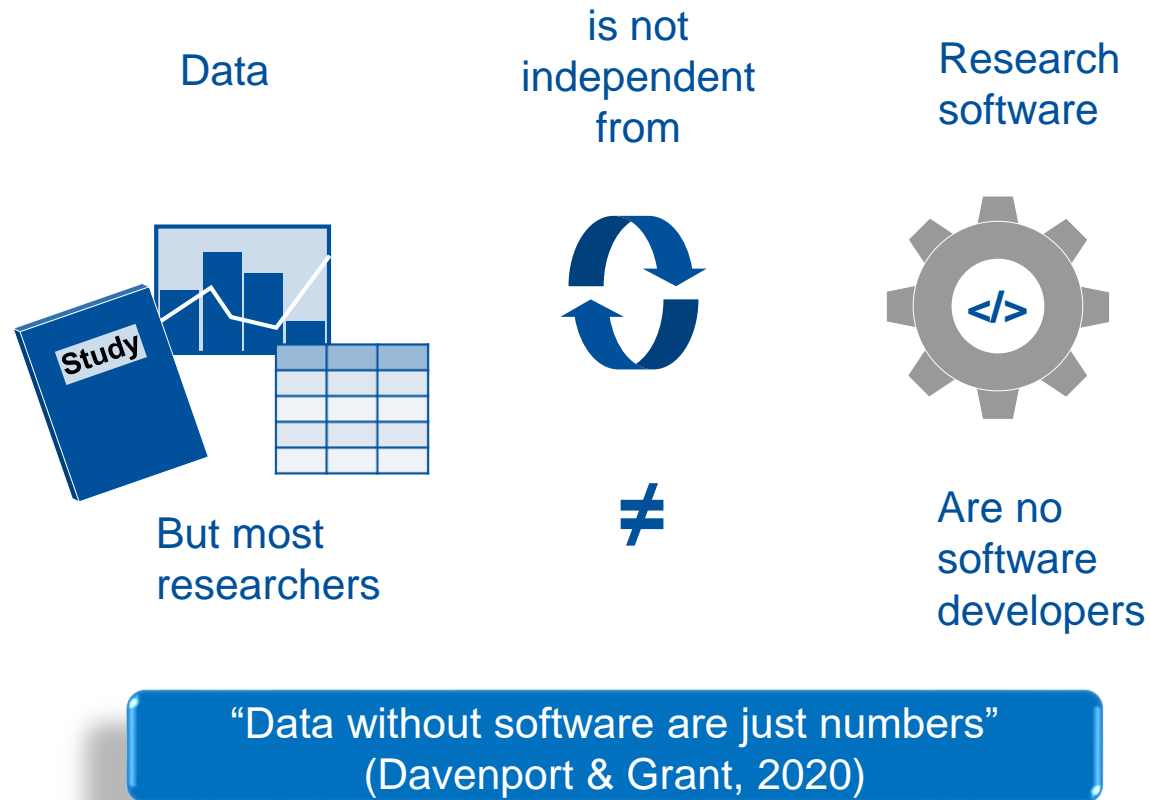 Data
is not
independent
from
Research
software
Study
</>
≠
But most
researchers
Are no
software
developers
“Data without software are just numbers”
(Davenport & Grant, 2020)